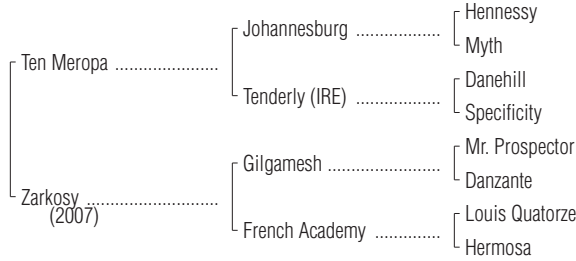 Hennessy
Johannesburg ..................
Myth
Ten Meropa ......................
Danehill
Tenderly (IRE) ..................
Specificity
Mr. Prospector
Gilgamesh ........................
Danzante
Zarkosy ............................
(2007)
Louis Quatorze
French Academy ..............
Hermosa